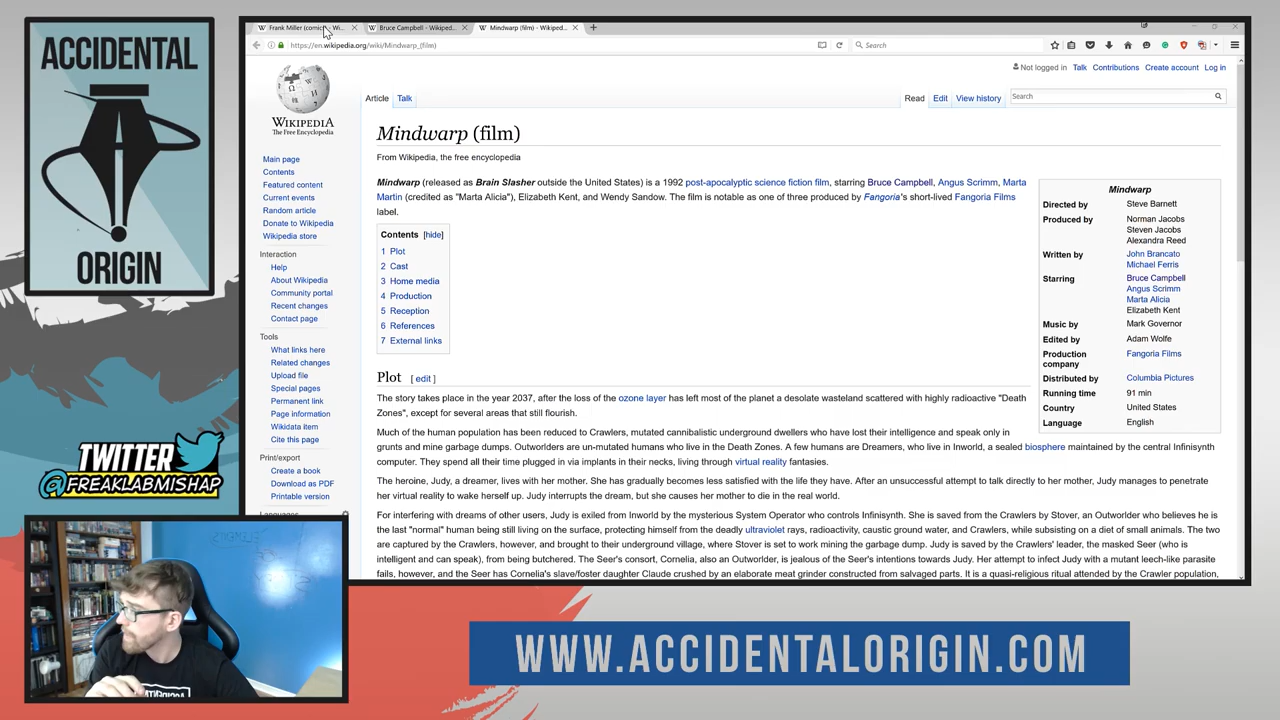 ACCIDENTAL
ORIGIN
TWITTER
@FREAKLABMISHAP
Frank Miller (comics) - Wi...
Bruce Campbell - Wikiped...
Mindwarp (film) - Wikiped...
https://en.wikipedia.org/wiki/Mindwarp_(film)
Search
Not logged in Talk Contributions Create account Log in
WIKIPEDIA
The Free Encyclopedia
Article Talk
Read Edit View history
Search
Main page
Contents
Featured content
Current events
Random article
Donate to Wikipedia
Wikipedia store
Interaction
Help
About Wikipedia
Community portal
Recent changes
Contact page
Tools
What links here
Related changes
Upload file
Special pages
Permanent link
Page information
Wikidata item
Cite this page
Print/export
Create a book
Download as PDF
Printable version
Languages
Mindwarp (film)
From Wikipedia, the free encyclopedia
Mindwarp (released as Brain Slasher outside the United States) is a 1992 post-apocalyptic science fiction film, starring Bruce Campbell, Angus Scrimm, Marta
Martin (credited as "Marta Alicia"), Elizabeth Kent, and Wendy Sandow. The film is notable as one of three produced by Fangoria's short-lived Fangoria Films
label.
Contents [hide]
1 Plot
2 Cast
3 Home media
4 Production
5 Reception
6 References
7 External links
Mindwarp
Directed by Steve Barnett
Produced by Norman Jacobs
Steven Jacobs
Alexandra Reed
Written by John Brancato
Michael Ferris
Starring Bruce Campbell
Angus Scrimm
Marta Alicia
Elizabeth Kent
Music by Mark Governor
Edited by Adam Wolfe
Production Fangoria Films
company
Distributed by Columbia Pictures
Running time 91 min
Country United States
Language English
Plot [ edit ]
The story takes place in the year 2037, after the loss of the ozone layer has left most of the planet a desolate wasteland scattered with highly radioactive "Death
Zones", except for several areas that still flourish.
Much of the human population has been reduced to Crawlers, mutated cannibalistic underground dwellers who have lost their intelligence and speak only in
grunts and mine garbage dumps. Outworlders are un-mutated humans who live in the Death Zones. A few humans are Dreamers, who live in Inworld, a sealed biosphere maintained by the central Infinisynth
computer. They spend all their time plugged in via implants in their necks, living through virtual reality fantasies.
The heroine, Judy, a dreamer, lives with her mother. She has gradually becomes less satisfied with the life they have. After an unsuccessful attempt to talk directly to her mother, Judy manages to penetrate
her virtual reality to wake herself up. Judy interrupts the dream, but she causes her mother to die in the real world.
For interfering with dreams of other users, Judy is exiled from Inworld by the mysterious System Operator who controls Infinisynth. She is saved from the Crawlers by Stover, an Outworlder who believes he is
the last "normal" human being still living on the surface, protecting himself from the deadly ultraviolet rays, radioactivity, caustic ground water, and Crawlers, while subsisting on a diet of small animals. The two
are captured by the Crawlers, however, and brought to their underground village, where Stover is set to work mining the garbage dump. Judy is saved by the Crawlers' leader, the masked Seer (who is
intelligent and can speak), from being butchered. The Seer's consort, Cornelia, also an Outworlder, is jealous of the Seer's intentions towards Judy. Her attempt to infect Judy with a mutant leech-like parasite
fails, however, and the Seer has Cornelia's slave/foster daughter Claude crushed by an elaborate meat grinder constructed from salvaged parts. It is a quasi-religious ritual attended by the Crawler population,
WWW.ACCIDENTALORIGIN.COM